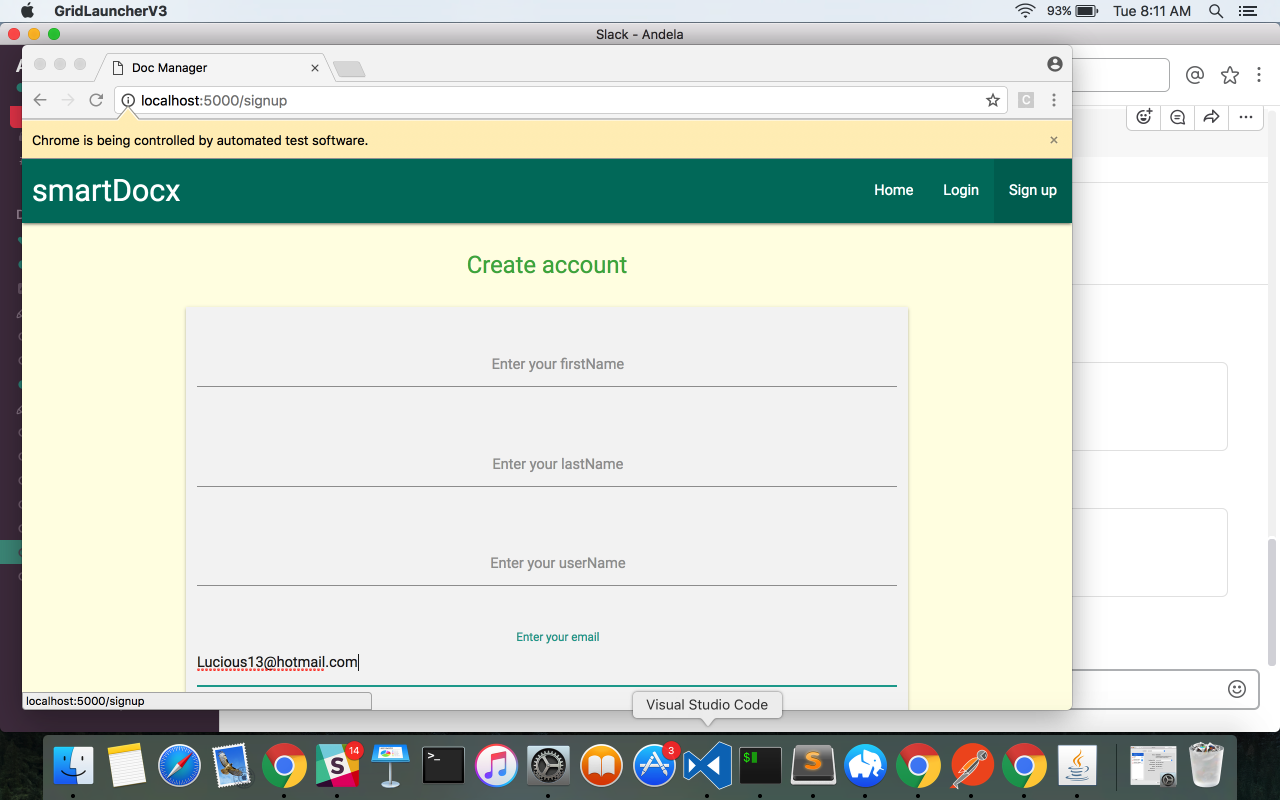 GridLauncherV3
93%
Tue 8:11 AM
Slack - Andela
Doc Manager
localhost:5000/signup
C
Chrome is being controlled by automated test software.
smartDocx
Home
Login
Sign up
Create account
Enter your firstName
Enter your lastName
Enter your userName
Enter your email
Lucious13@hotmail.com
localhost:5000/signup
Visual Studio Code
14
3